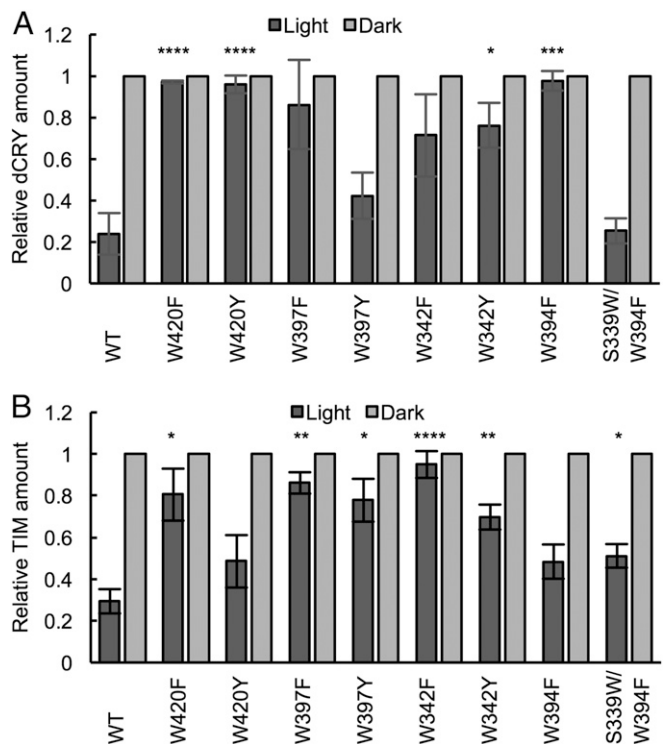 A
Light Dark
Relative dCRY amount
1.2
1
0.8
0.6
0.4
0.2
0
**** **** * ***
WT
W420F
W420Y
W397F
W397Y
W342F
W342Y
W394F
S339W/
W394F
B
Light Dark
Relative TIM amount
1.2
1
0.8
0.6
0.4
0.2
0
* ** * **** ** *
WT
W420F
W420Y
W397F
W397Y
W342F
W342Y
W394F
S339W/
W394F